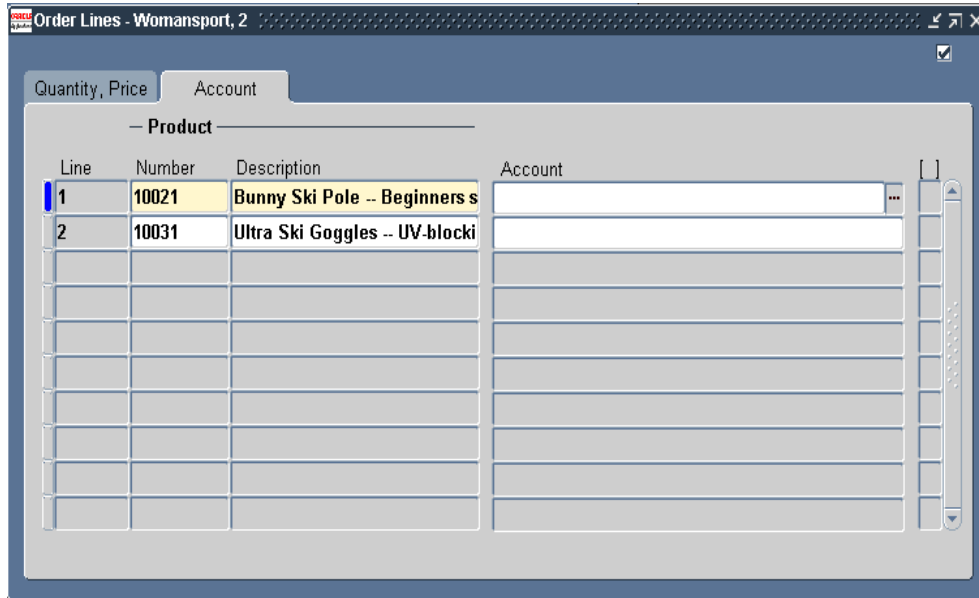 ORACLE
Order Lines - Womansport, 2
Quantity, Price Account
Product
Line Number Description Account [ ]
1 10021 Bunny Ski Pole -- Beginners s ...
2 10031 Ultra Ski Goggles -- UV-blocki